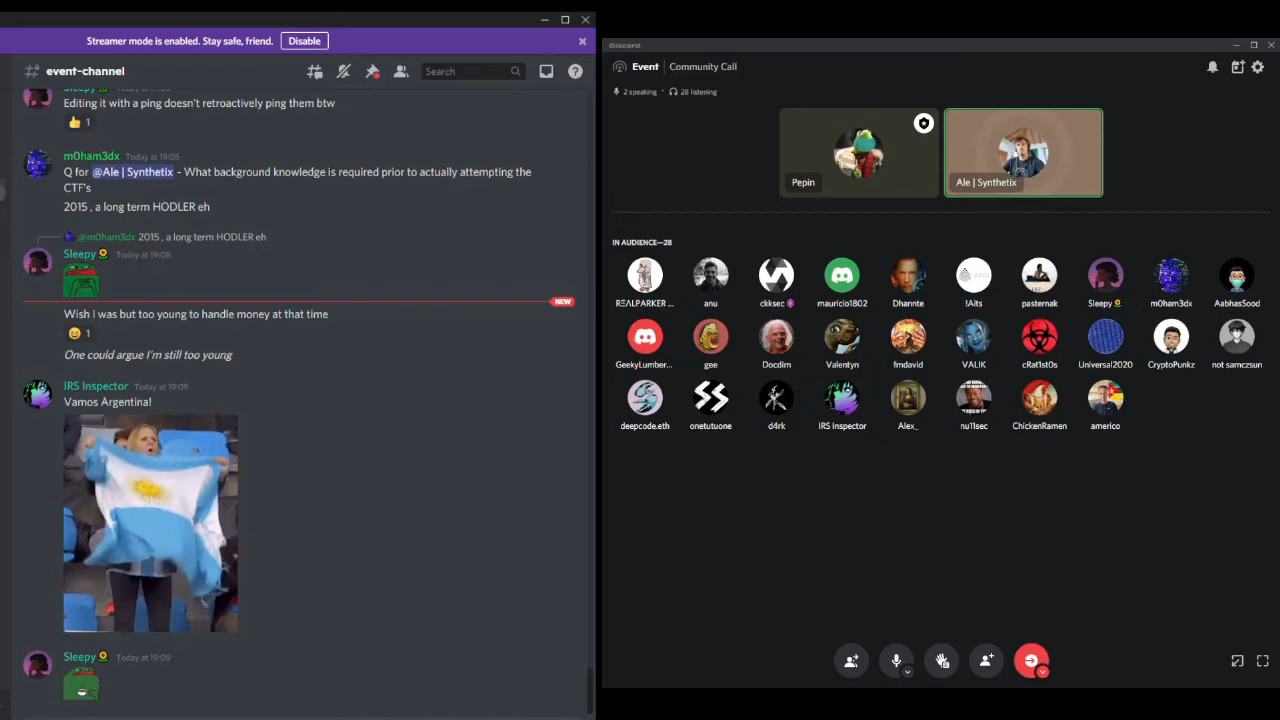 Streamer mode is enabled. Stay safe, friend.
Disable
event-channel
Search
Editing it with a ping doesn't retroactively ping them btw
👍 1
m0ham3dx Today at 19:05
Q for @Ale | Synthetix - What background knowledge is required prior to actually attempting the
CTF's
2015 , a long term HODLER eh
@m0ham3dx 2015 , a long term HODLER eh
Sleepy🌻 Today at 19:08
NEW
Wish I was but too young to handle money at that time
😄 1
One could argue I'm still too young
IRS Inspector Today at 19:09
Vamos Argentina!
Sleepy🌻 Today at 19:09
Discord
Event | Community Call
2 speaking • 28 listening
Pepin
Ale | Synthetix
IN AUDIENCE—28
RΞALPARKER ...
anu
ckksec
mauricio1802
Dhannte
!Aits
pasternak
Sleepy🌻
m0ham3dx
AabhasSood
GeekyLumber...
gee
Docdim
Valentyn
fmdavid
VALIK
cRat1st0s
Universal2020
CryptoPunkz
not samczsun
deepcode.eth
onetutuone
d4rk
IRS Inspector
Alex_
nu11sec
ChickenRamen
americo